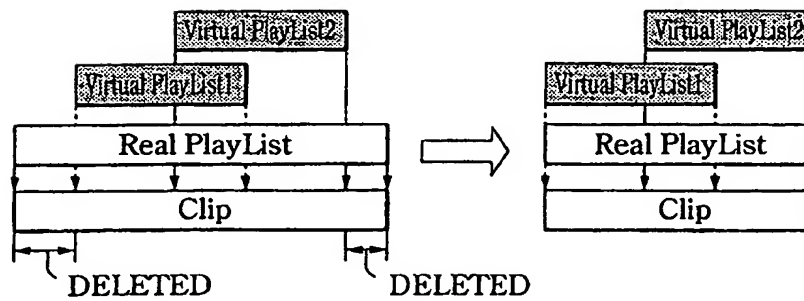 Virtual PlayList2
Virtual PlayList1
Real PlayList
Clip
DELETED
DELETED
Virtual PlayList2
Virtual PlayList1
Real PlayList
Clip